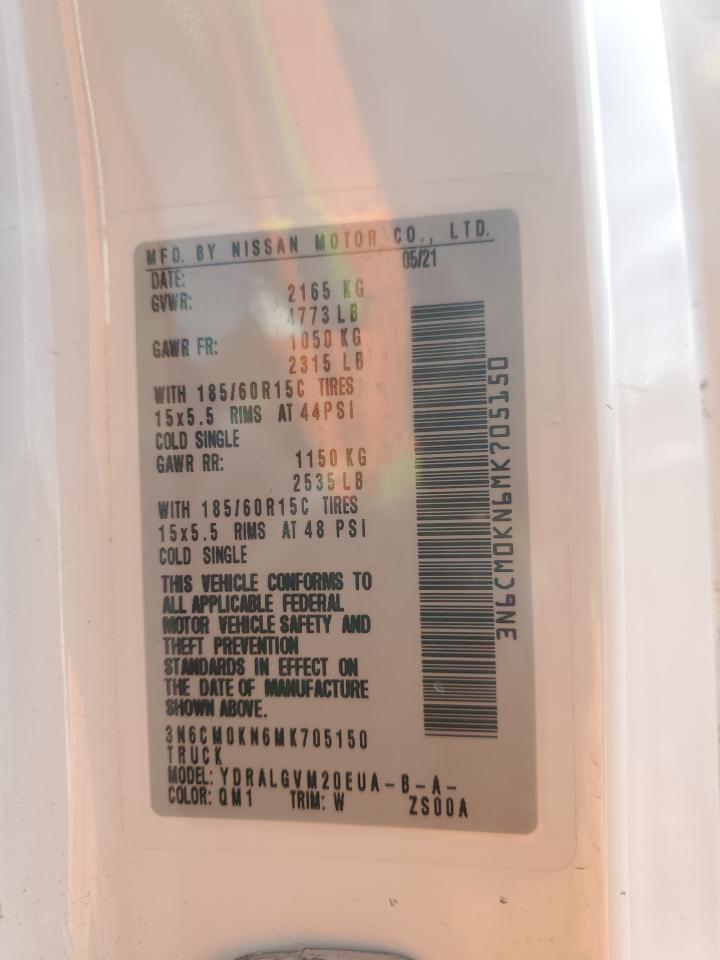 MFD. BY NISSAN MOTOR CO., LTD.
DATE: 05/21
GVWR: 2165 KG
4773 LB
GAWR FR: 1050 KG
2315 LB
WITH 185/60R15C TIRES
15x5.5 RIMS AT 44PSI
COLD SINGLE
GAWR RR: 1150 KG
2535 LB
WITH 185/60R15C TIRES
15x5.5 RIMS AT 48 PSI
COLD SINGLE
THIS VEHICLE CONFORMS TO
ALL APPLICABLE FEDERAL
MOTOR VEHICLE SAFETY AND
THEFT PREVENTION
STANDARDS IN EFFECT ON
THE DATE OF MANUFACTURE
SHOWN ABOVE.
3N6CM0KN6MK705150
TRUCK
MODEL: YDRALGVM20EUA-B-A-
COLOR: QM1 TRIM: W ZS00A
3N6CM0KN6MK705150